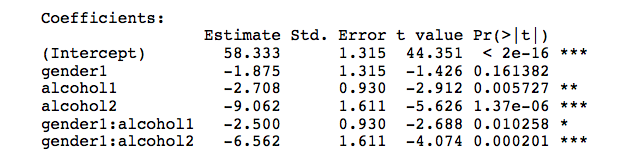 Coefficients:
Estimate Std. Error t value Pr(>|t|)
(Intercept) 58.333 1.315 44.351 < 2e-16 ***
gender1 -1.875 1.315 -1.426 0.161382
alcohol1 -2.708 0.930 -2.912 0.005727 **
alcohol2 -9.062 1.611 -5.626 1.37e-06 ***
gender1:alcohol1 -2.500 0.930 -2.688 0.010258 *
gender1:alcohol2 -6.562 1.611 -4.074 0.000201 ***